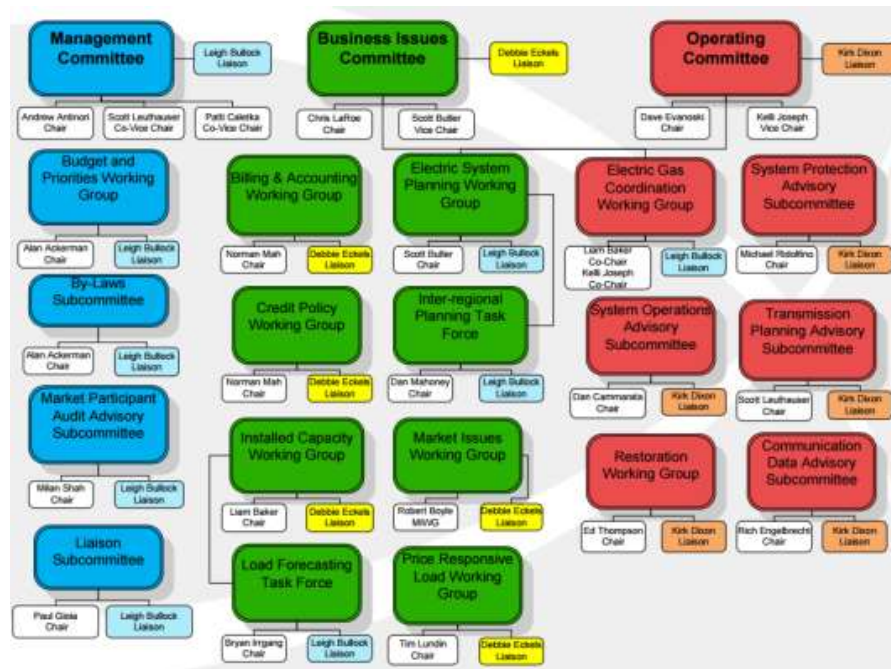 Management
Committee
Leigh Bullock
Liaison
Andrew Antinori
Chair
Scott Leuthauser
Co-Vice Chair
Patti Caletka
Co-Vice Chair
Business Issues
Committee
Debbie Eckels
Liaison
Chris LaRoe
Chair
Scott Butler
Vice Chair
Operating
Committee
Kirk Dixon
Liaison
Dave Evanoski
Chair
Kelli Joseph
Vice Chair
Budget and
Priorities Working
Group
Alan Ackerman
Chair
Leigh Bullock
Liaison
By-Laws
Subcommittee
Alan Ackerman
Chair
Leigh Bullock
Liaison
Market Participant
Audit Advisory
Subcommittee
Milan Shah
Chair
Leigh Bullock
Liaison
Liaison
Subcommittee
Paul Gioia
Chair
Leigh Bullock
Liaison
Billing & Accounting
Working Group
Norman Mah
Chair
Debbie Eckels
Liaison
Credit Policy
Working Group
Norman Mah
Chair
Debbie Eckels
Liaison
Installed Capacity
Working Group
Liam Baker
Chair
Debbie Eckels
Liaison
Load Forecasting
Task Force
Bryan Irrgang
Chair
Leigh Bullock
Liaison
Electric System
Planning Working
Group
Scott Butler
Chair
Leigh Bullock
Liaison
Inter-regional
Planning Task
Force
Dan Mahoney
Chair
Leigh Bullock
Liaison
Market Issues
Working Group
Robert Boyle
MIWG
Debbie Eckels
Liaison
Price Responsive
Load Working
Group
Tim Lundin
Chair
Debbie Eckels
Liaison
Electric Gas
Coordination
Working Group
Liam Baker
Co-Chair
Kelli Joseph
Co-Chair
Leigh Bullock
Liaison
System Operations
Advisory
Subcommittee
Dan Cammarata
Chair
Kirk Dixon
Liaison
Restoration
Working Group
Ed Thompson
Chair
Kirk Dixon
Liaison
System Protection
Advisory
Subcommittee
Michael Ridolfino
Chair
Kirk Dixon
Liaison
Transmission
Planning Advisory
Subcommittee
Scott Leuthauser
Chair
Kirk Dixon
Liaison
Communication
Data Advisory
Subcommittee
Rich Engelbrecht
Chair
Kirk Dixon
Liaison